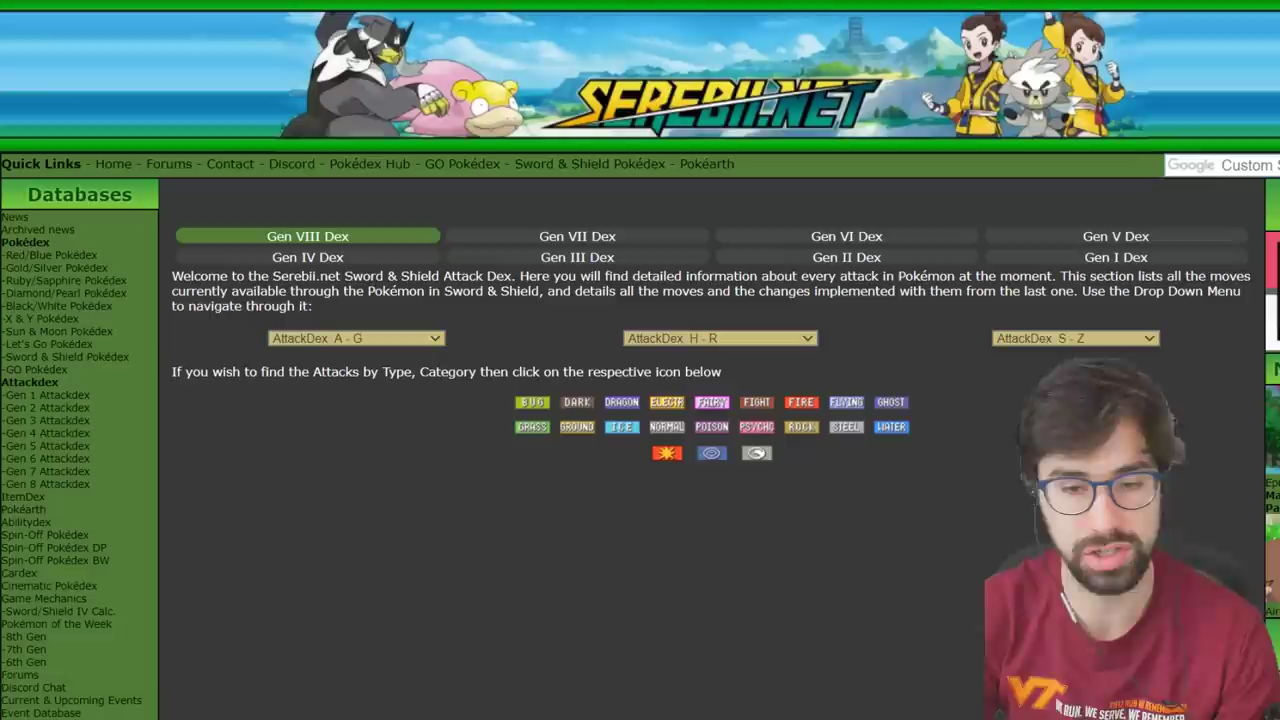 SEREBII.NET
Quick Links - Home - Forums - Contact - Discord - Pokédex Hub - GO Pokédex - Sword & Shield Pokédex - Pokéarth
Google Custom S
Databases
News
Archived news
Pokédex
-Red/Blue Pokédex
-Gold/Silver Pokédex
-Ruby/Sapphire Pokédex
-Diamond/Pearl Pokédex
-Black/White Pokédex
-X & Y Pokédex
-Sun & Moon Pokédex
-Let's Go Pokédex
-Sword & Shield Pokédex
-GO Pokédex
Attackdex
-Gen 1 Attackdex
-Gen 2 Attackdex
-Gen 3 Attackdex
-Gen 4 Attackdex
-Gen 5 Attackdex
-Gen 6 Attackdex
-Gen 7 Attackdex
-Gen 8 Attackdex
ItemDex
Pokéarth
Abilitydex
Spin-Off Pokédex
Spin-Off Pokédex DP
Spin-Off Pokédex BW
Cardex
Cinematic Pokédex
Game Mechanics
-Sword/Shield IV Calc.
Pokémon of the Week
-8th Gen
-7th Gen
-6th Gen
Forums
Discord Chat
Current & Upcoming Events
Event Database
Gen VIII Dex Gen VII Dex Gen VI Dex Gen V Dex
Gen IV Dex Gen III Dex Gen II Dex Gen I Dex
Welcome to the Serebii.net Sword & Shield Attack Dex. Here you will find detailed information about every attack in Pokémon at the moment. This section lists all the moves
currently available through the Pokémon in Sword & Shield, and details all the moves and the changes implemented with them from the last one. Use the Drop Down Menu
to navigate through it:
AttackDex A - G AttackDex H - R AttackDex S - Z
If you wish to find the Attacks by Type, Category then click on the respective icon below
BUG DARK DRAGON ELECTR FAIRY FIGHT FIRE FLYING GHOST
GRASS GROUND ICE NORMAL POISON PSYCHC ROCK STEEL WATER
VT
RUN. WE SERVE. WE REMEMBER.